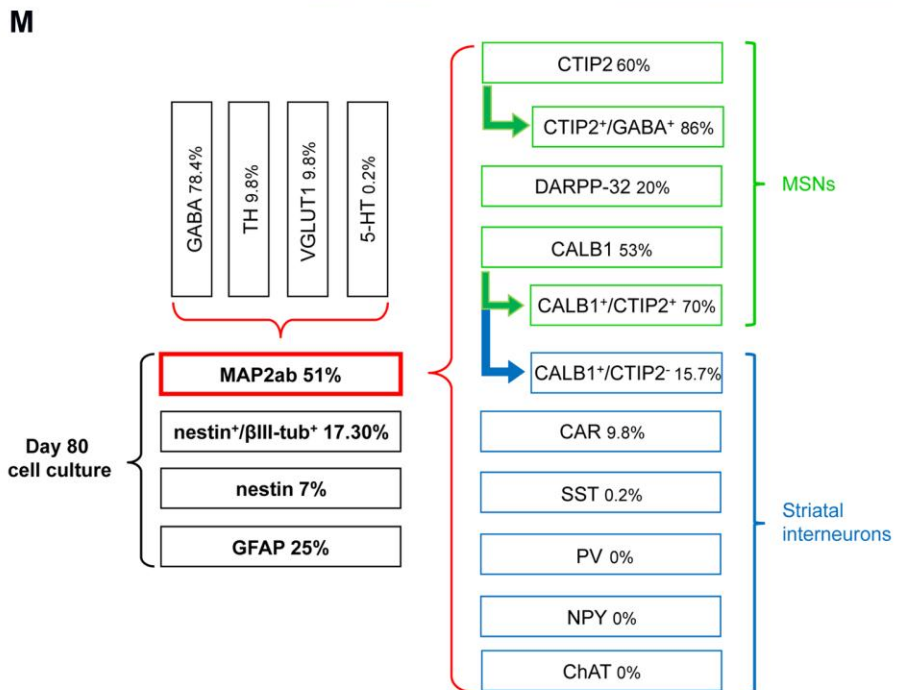 M
GABA 78.4%
TH 9.8%
VGLUT1 9.8%
5-HT 0.2%
Day 80
cell culture
MAP2ab 51%
nestin⁺/βIII-tub⁺ 17.30%
nestin 7%
GFAP 25%
CTIP2 60%
CTIP2⁺/GABA⁺ 86%
DARPP-32 20%
CALB1 53%
CALB1⁺/CTIP2⁺ 70%
MSNs
CALB1⁺/CTIP2⁻ 15.7%
CAR 9.8%
SST 0.2%
PV 0%
NPY 0%
ChAT 0%
Striatal
interneurons